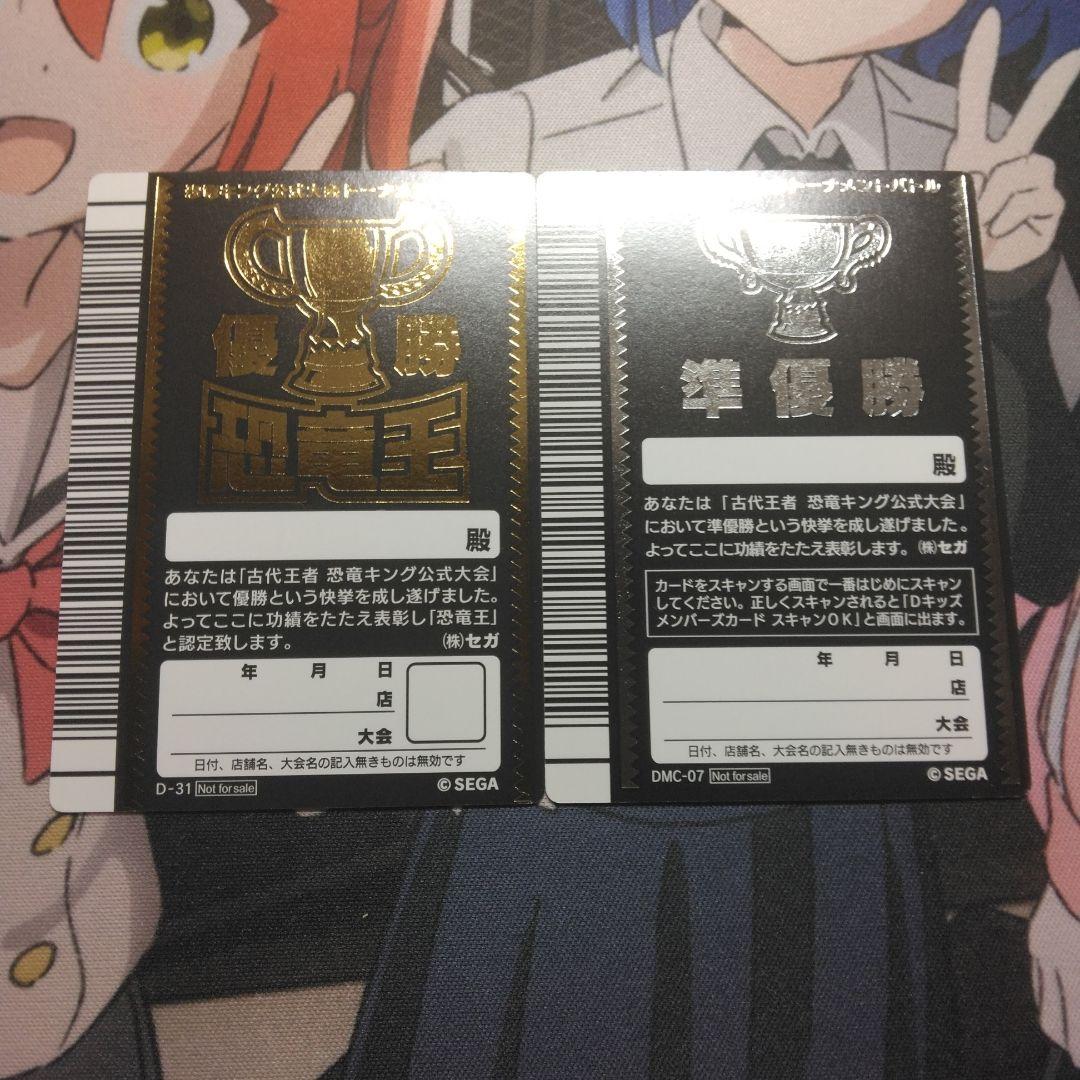 恐竜キング公式大会トーナメ
優勝
恐竜王
殿
あなたは「古代王者 恐竜キング公式大会」
において優勝という快挙を成し遂げました。
よってここに功績をたたえ表彰し「恐竜王」
と認定致します。 ㈱セガ
年 月 日
店
大会
日付、店舗名、大会名の記入無きものは無効です
D-31 Not for sale ©SEGA
トーナメントバトル
準優勝
殿
あなたは「古代王者 恐竜キング公式大会」
において準優勝という快挙を成し遂げました。
よってここに功績をたたえ表彰します。㈱セガ
カードをスキャンする画面で一番はじめにスキャン
してください。正しくスキャンされると「Dキッズ
メンバーズカード スキャンOK」と画面に出ます。
年 月 日
店
大会
日付、店舗名、大会名の記入無きものは無効です
DMC-07 Not for sale ©SEGA